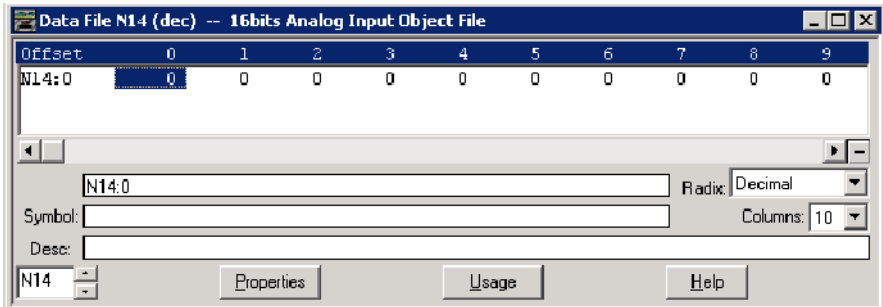 Data File N14 (dec) -- 16bits Analog Input Object File
Offset 0 1 2 3 4 5 6 7 8 9
N14:0 0 0 0 0 0 0 0 0 0 0
N14:0 Radix: Decimal
Symbol: Columns: 10
Desc:
N14 Properties Usage Help